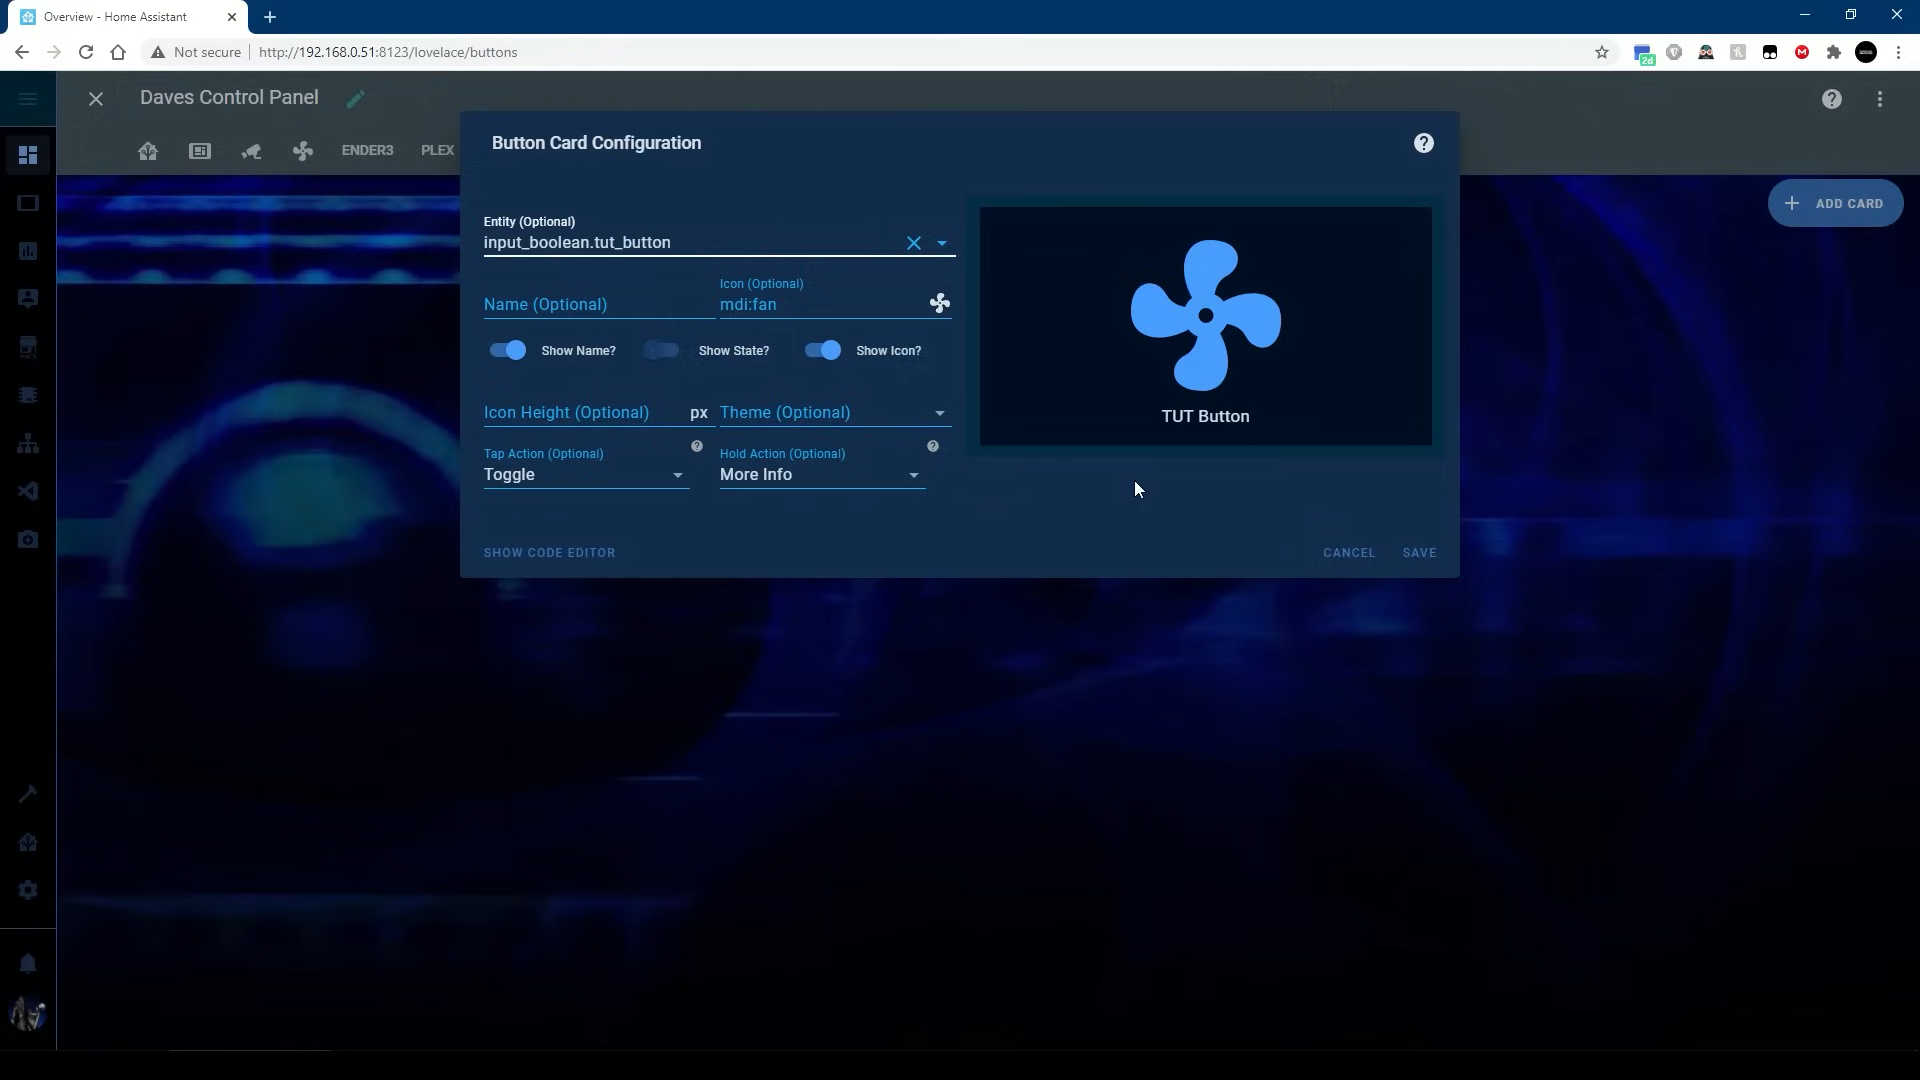 Overview - Home Assistant
Not secure
http://192.168.0.51:8123/lovelace/buttons
2d
Daves Control Panel
ENDER3
PLEX
ADD CARD
Button Card Configuration
Entity (Optional)
input_boolean.tut_button
Name (Optional)
Icon (Optional)
mdi:fan
Show Name?
Show State?
Show Icon?
Icon Height (Optional)
px
Theme (Optional)
Tap Action (Optional)
Toggle
Hold Action (Optional)
More Info
TUT Button
SHOW CODE EDITOR
CANCEL
SAVE